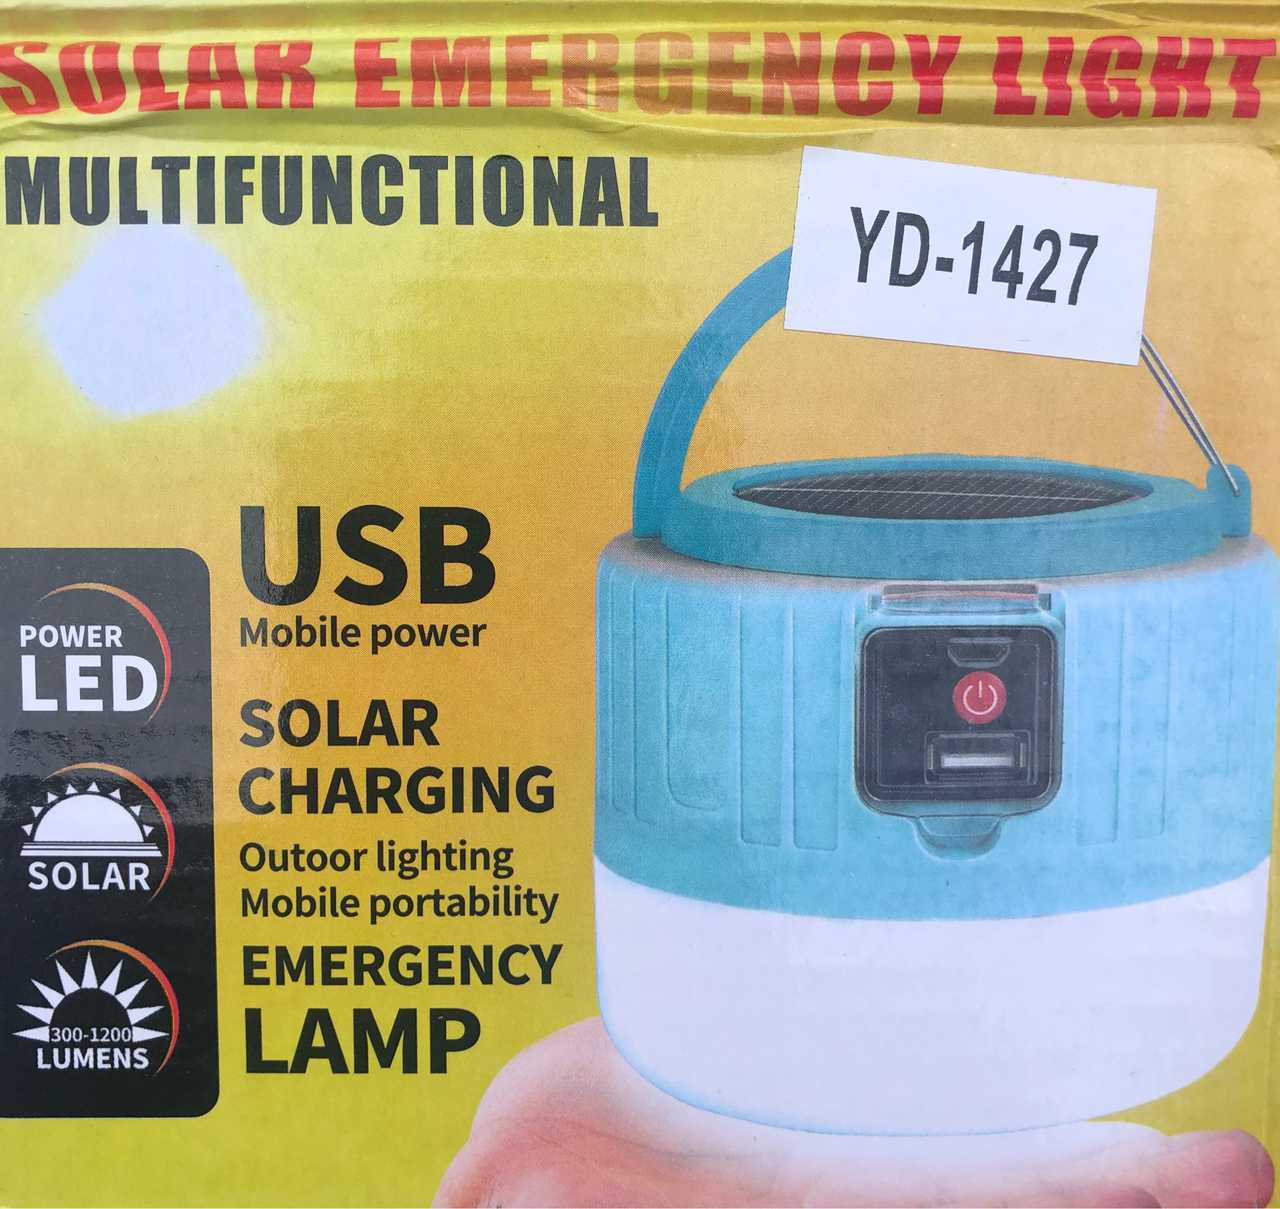 SOLAR EMERGENCY LIGHT
MULTIFUNCTIONAL
YD-1427
USB
Mobile power
POWER
LED
SOLAR
CHARGING
SOLAR
Outoor lighting
Mobile portability
EMERGENCY
LAMP
300-1200
LUMENS